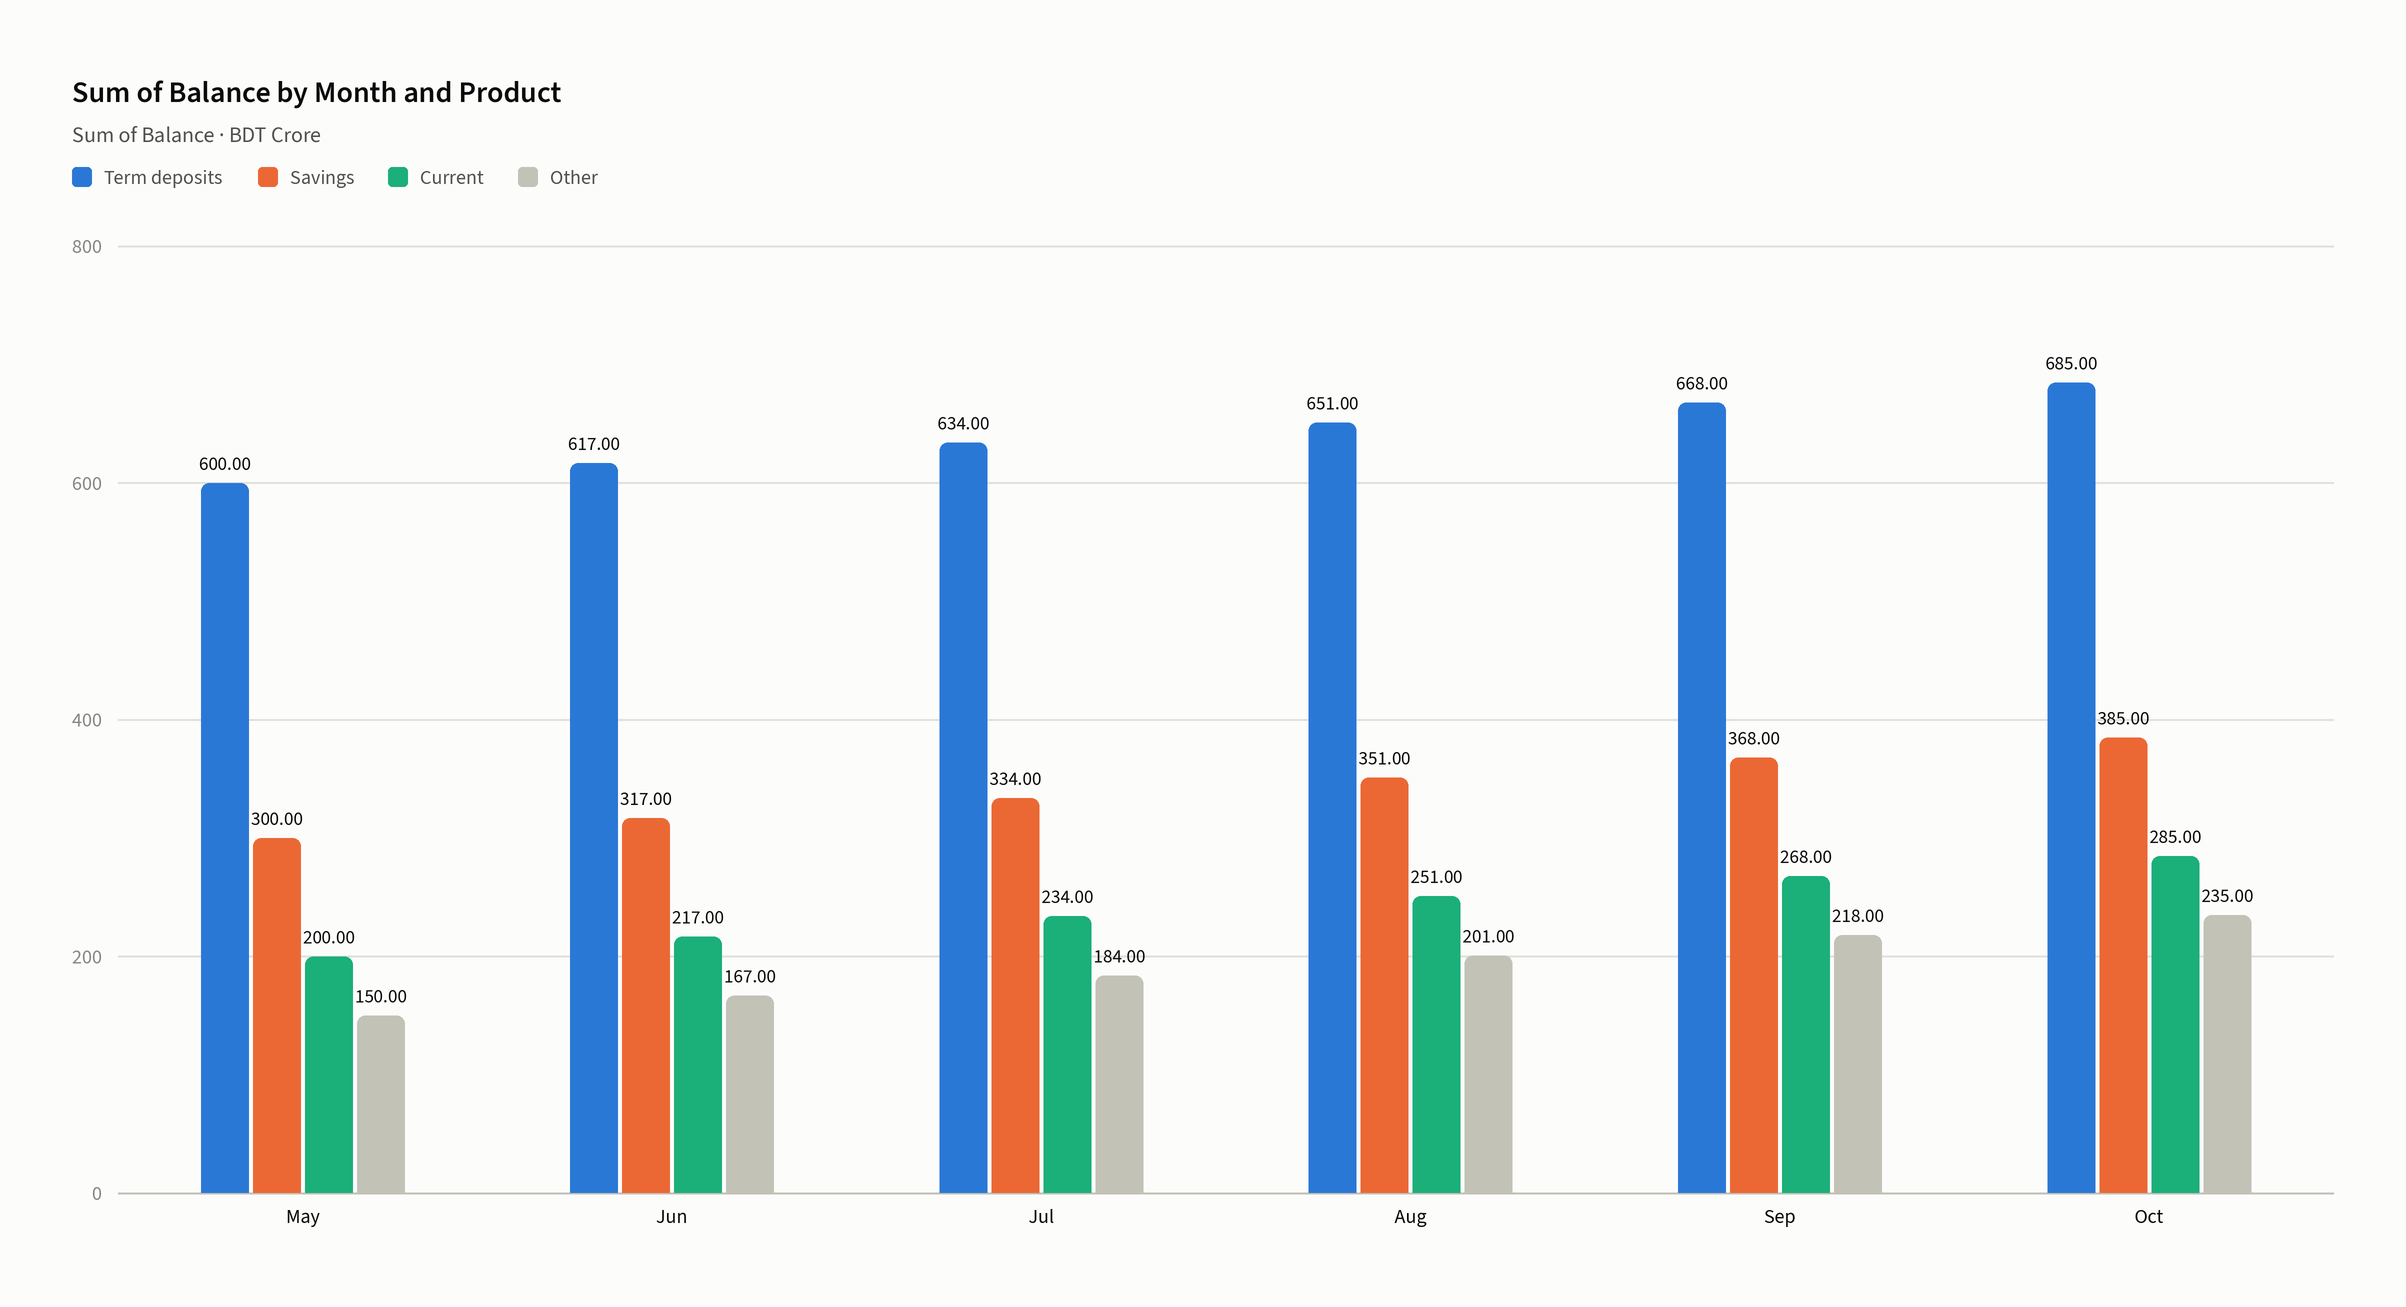 Sum of Balance by Month and Product
Sum of Balance · BDT Crore
Term deposits Savings Current Other
800
600
400
200
0
600.00 300.00 200.00 150.00
617.00 317.00 217.00 167.00
634.00 334.00 234.00 184.00
651.00 351.00 251.00 201.00
668.00 368.00 268.00 218.00
685.00 385.00 285.00 235.00
May Jun Jul Aug Sep Oct